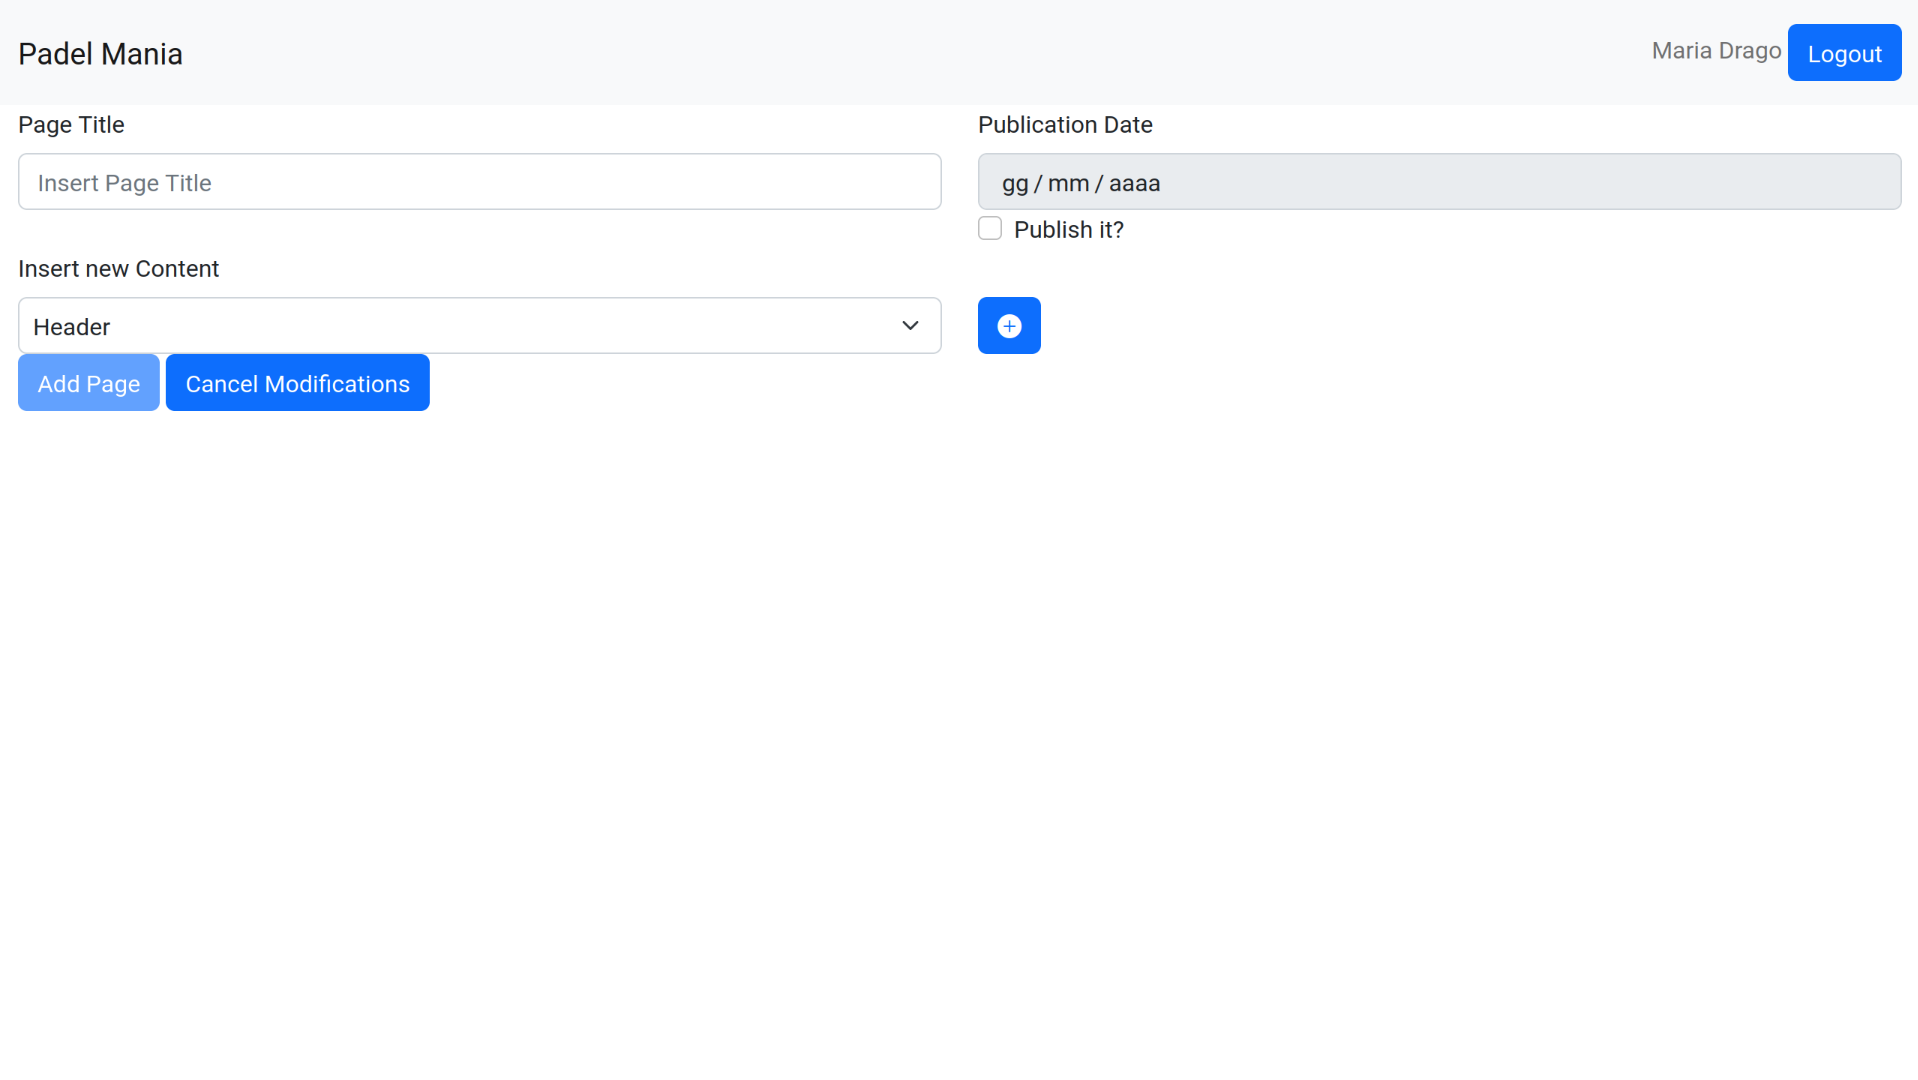 Padel Mania
Maria Drago Logout
Page Title
Insert Page Title
Publication Date
gg / mm / aaaa
Publish it?
Insert new Content
Header
Add Page Cancel Modifications